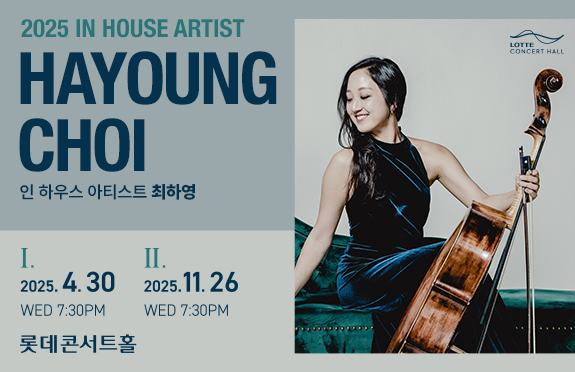 2025 IN HOUSE ARTIST
HAYOUNG
CHOI
인 하우스 아티스트 최하영
I.
2025. 4. 30
WED 7:30PM
II.
2025. 11. 26
WED 7:30PM
롯데콘서트홀
LOTTE
CONCERT HALL